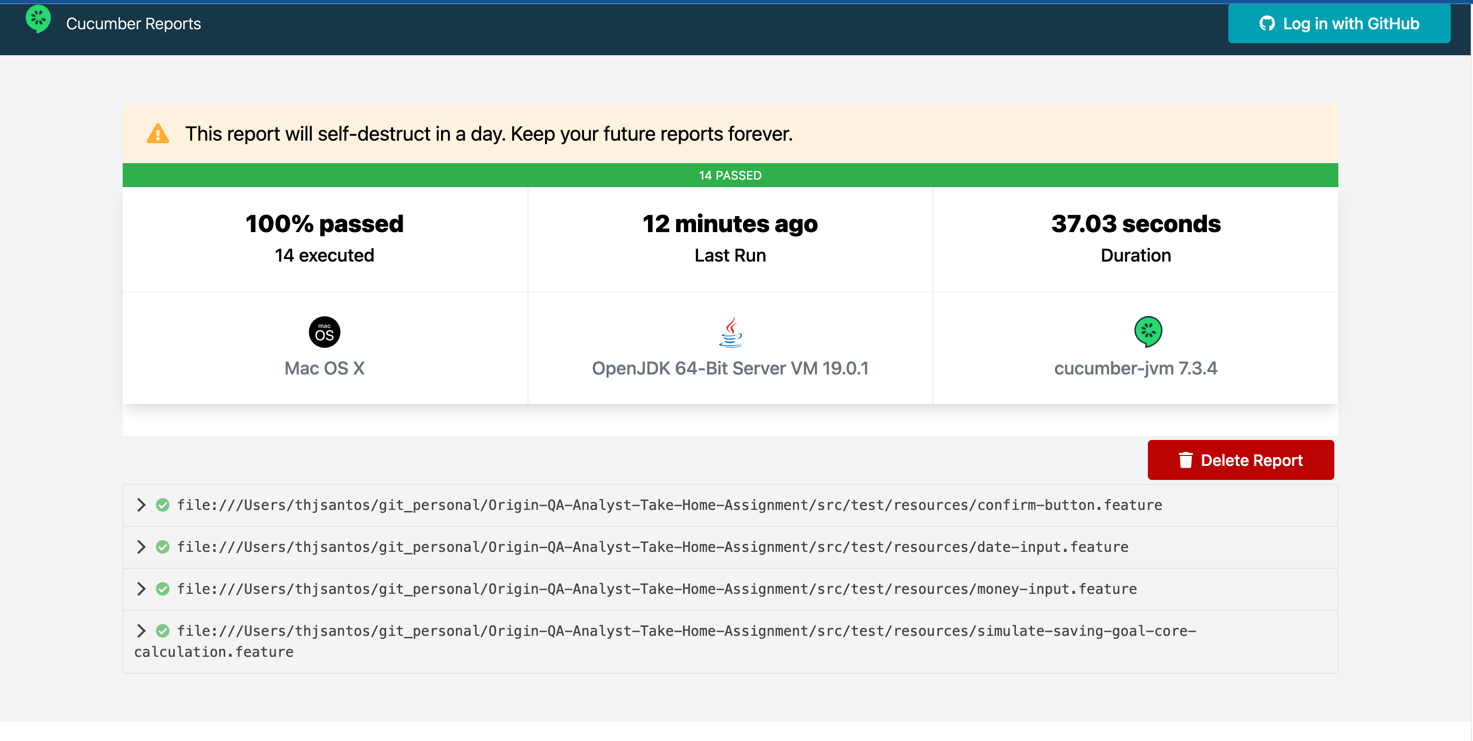 Cucumber Reports
Log in with GitHub
This report will self-destruct in a day. Keep your future reports forever.
14 PASSED
100% passed
14 executed
12 minutes ago
Last Run
37.03 seconds
Duration
mac
OS
Mac OS X
OpenJDK 64-Bit Server VM 19.0.1
cucumber-jvm 7.3.4
Delete Report
file:///Users/thjsantos/git_personal/Origin-QA-Analyst-Take-Home-Assignment/src/test/resources/confirm-button.feature
file:///Users/thjsantos/git_personal/Origin-QA-Analyst-Take-Home-Assignment/src/test/resources/date-input.feature
file:///Users/thjsantos/git_personal/Origin-QA-Analyst-Take-Home-Assignment/src/test/resources/money-input.feature
file:///Users/thjsantos/git_personal/Origin-QA-Analyst-Take-Home-Assignment/src/test/resources/simulate-saving-goal-core-
calculation.feature